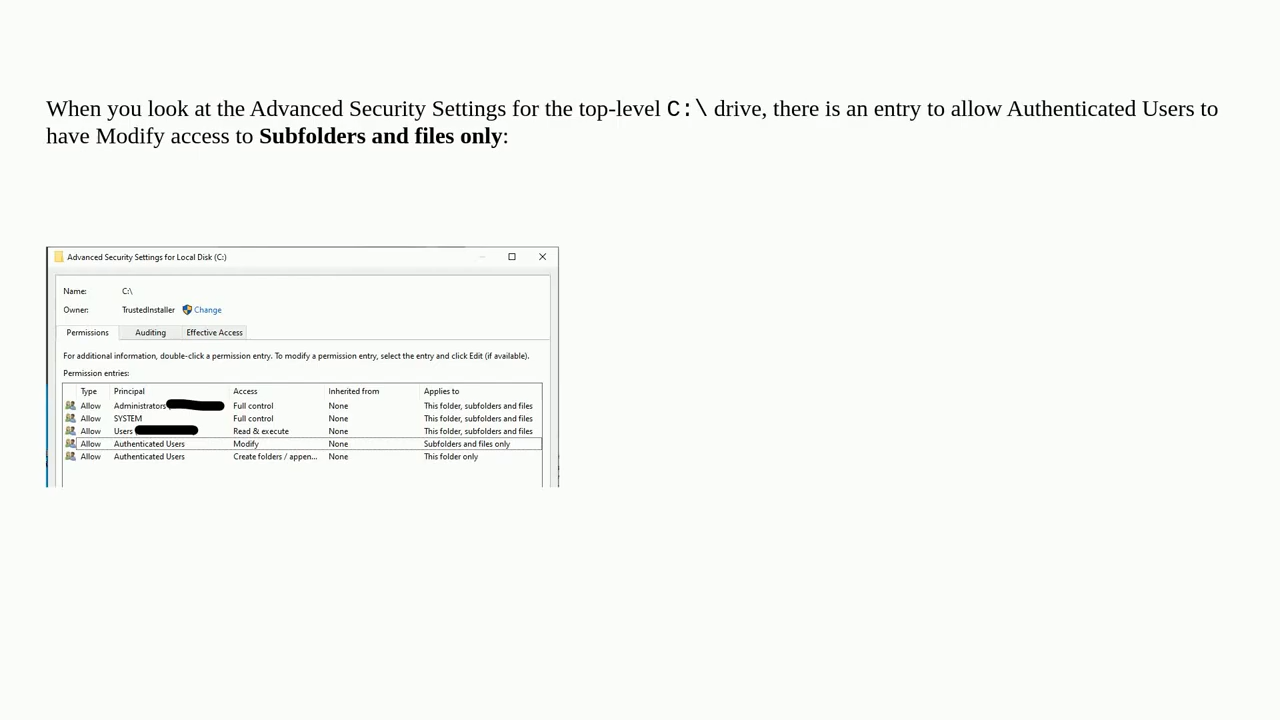 When you look at the Advanced Security Settings for the top-level C:\ drive, there is an entry to allow Authenticated Users to
have Modify access to Subfolders and files only:
Advanced Security Settings for Local Disk (C:)
Name: C:\
Owner: TrustedInstaller Change
Permissions Auditing Effective Access
For additional information, double-click a permission entry. To modify a permission entry, select the entry and click Edit (if available).
Permission entries:
Type Principal Access Inherited from Applies to
Allow Administrators Full control None This folder, subfolders and files
Allow SYSTEM Full control None This folder, subfolders and files
Allow Users Read & execute None This folder, subfolders and files
Allow Authenticated Users Modify None Subfolders and files only
Allow Authenticated Users Create folders / appen... None This folder only